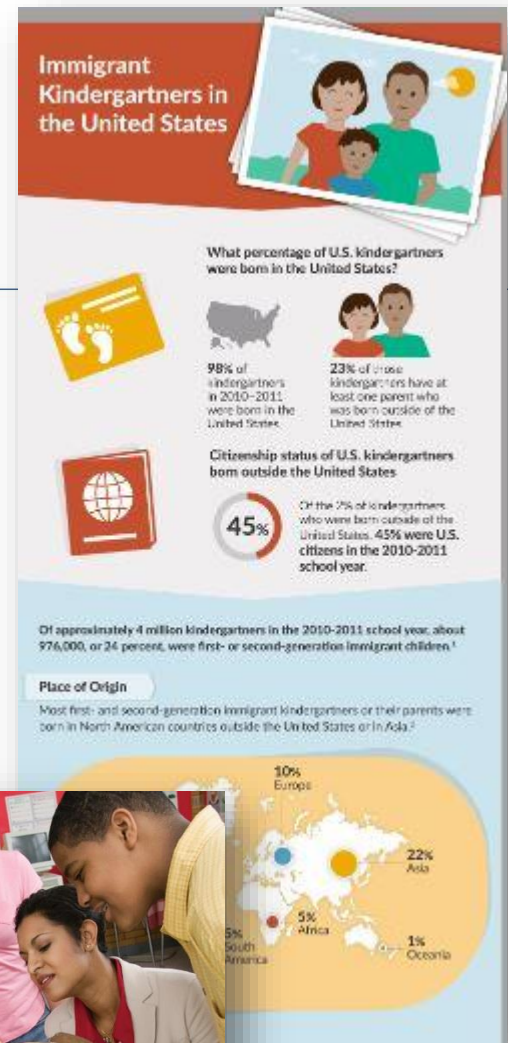 Immigrant
Kindergartners in
the United States
What percentage of U.S. kindergartners
were born in the United States?
98% of
kindergartners
in 2010–2011
were born in the
United States
23% of those
kindergartners have at
least one parent who
was born outside of the
United States
Citizenship status of U.S. kindergartners
born outside the United States
45%
Of the 2% of kindergartners
who were born outside of the
United States, 45% were U.S.
citizens in the 2010-2011
school year.
Of approximately 4 million kindergartners in the 2010-2011 school year, about
976,000, or 24 percent, were first- or second-generation immigrant children.¹
Place of Origin
Most first- and second-generation immigrant kindergartners or their parents were
born in North American countries outside the United States or in Asia.²
10%
Europe
22%
Asia
5%
Africa
5%
South
America
1%
Oceania